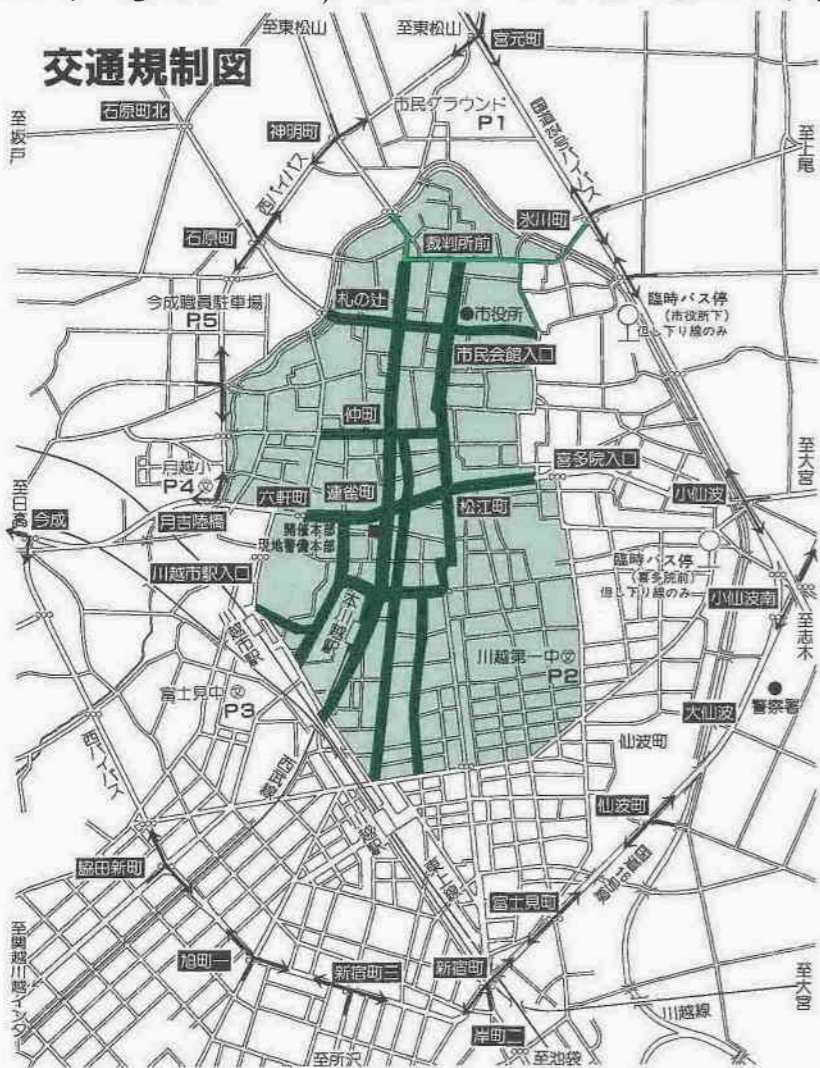 交通規制図
至東松山
至東松山
宮元町
石原町北
市民グラウンド
P1
至坂戸
神明町
国道254号バイパス
至上尾
西バイパス
氷川町
石原町
裁判所前
今成職員駐車場
P5
札の辻
市役所
臨時バス停
(市役所下)
但し下り線のみ
市民会館入口
仲町
喜多院入口
至大宮
月越小
P4文
小仙波
至日高
六軒町
連雀町
松江町
今成
月吉陸橋
開催本部
現地警備本部
臨時バス停
(喜多院前)
但し下り線のみ
川越市駅入口
小仙波南
本川越駅
至志木
川越第一中文
P2
富士見中文
P3
大仙波
警察署
仙波町
西バイパス
西武線
仙波町
脇田新町
東上線
国道16号線
富士見町
至関越川越インター
旭町一
新宿町三
新宿町
至大宮
川越線
岸町二
至所沢
至池袋